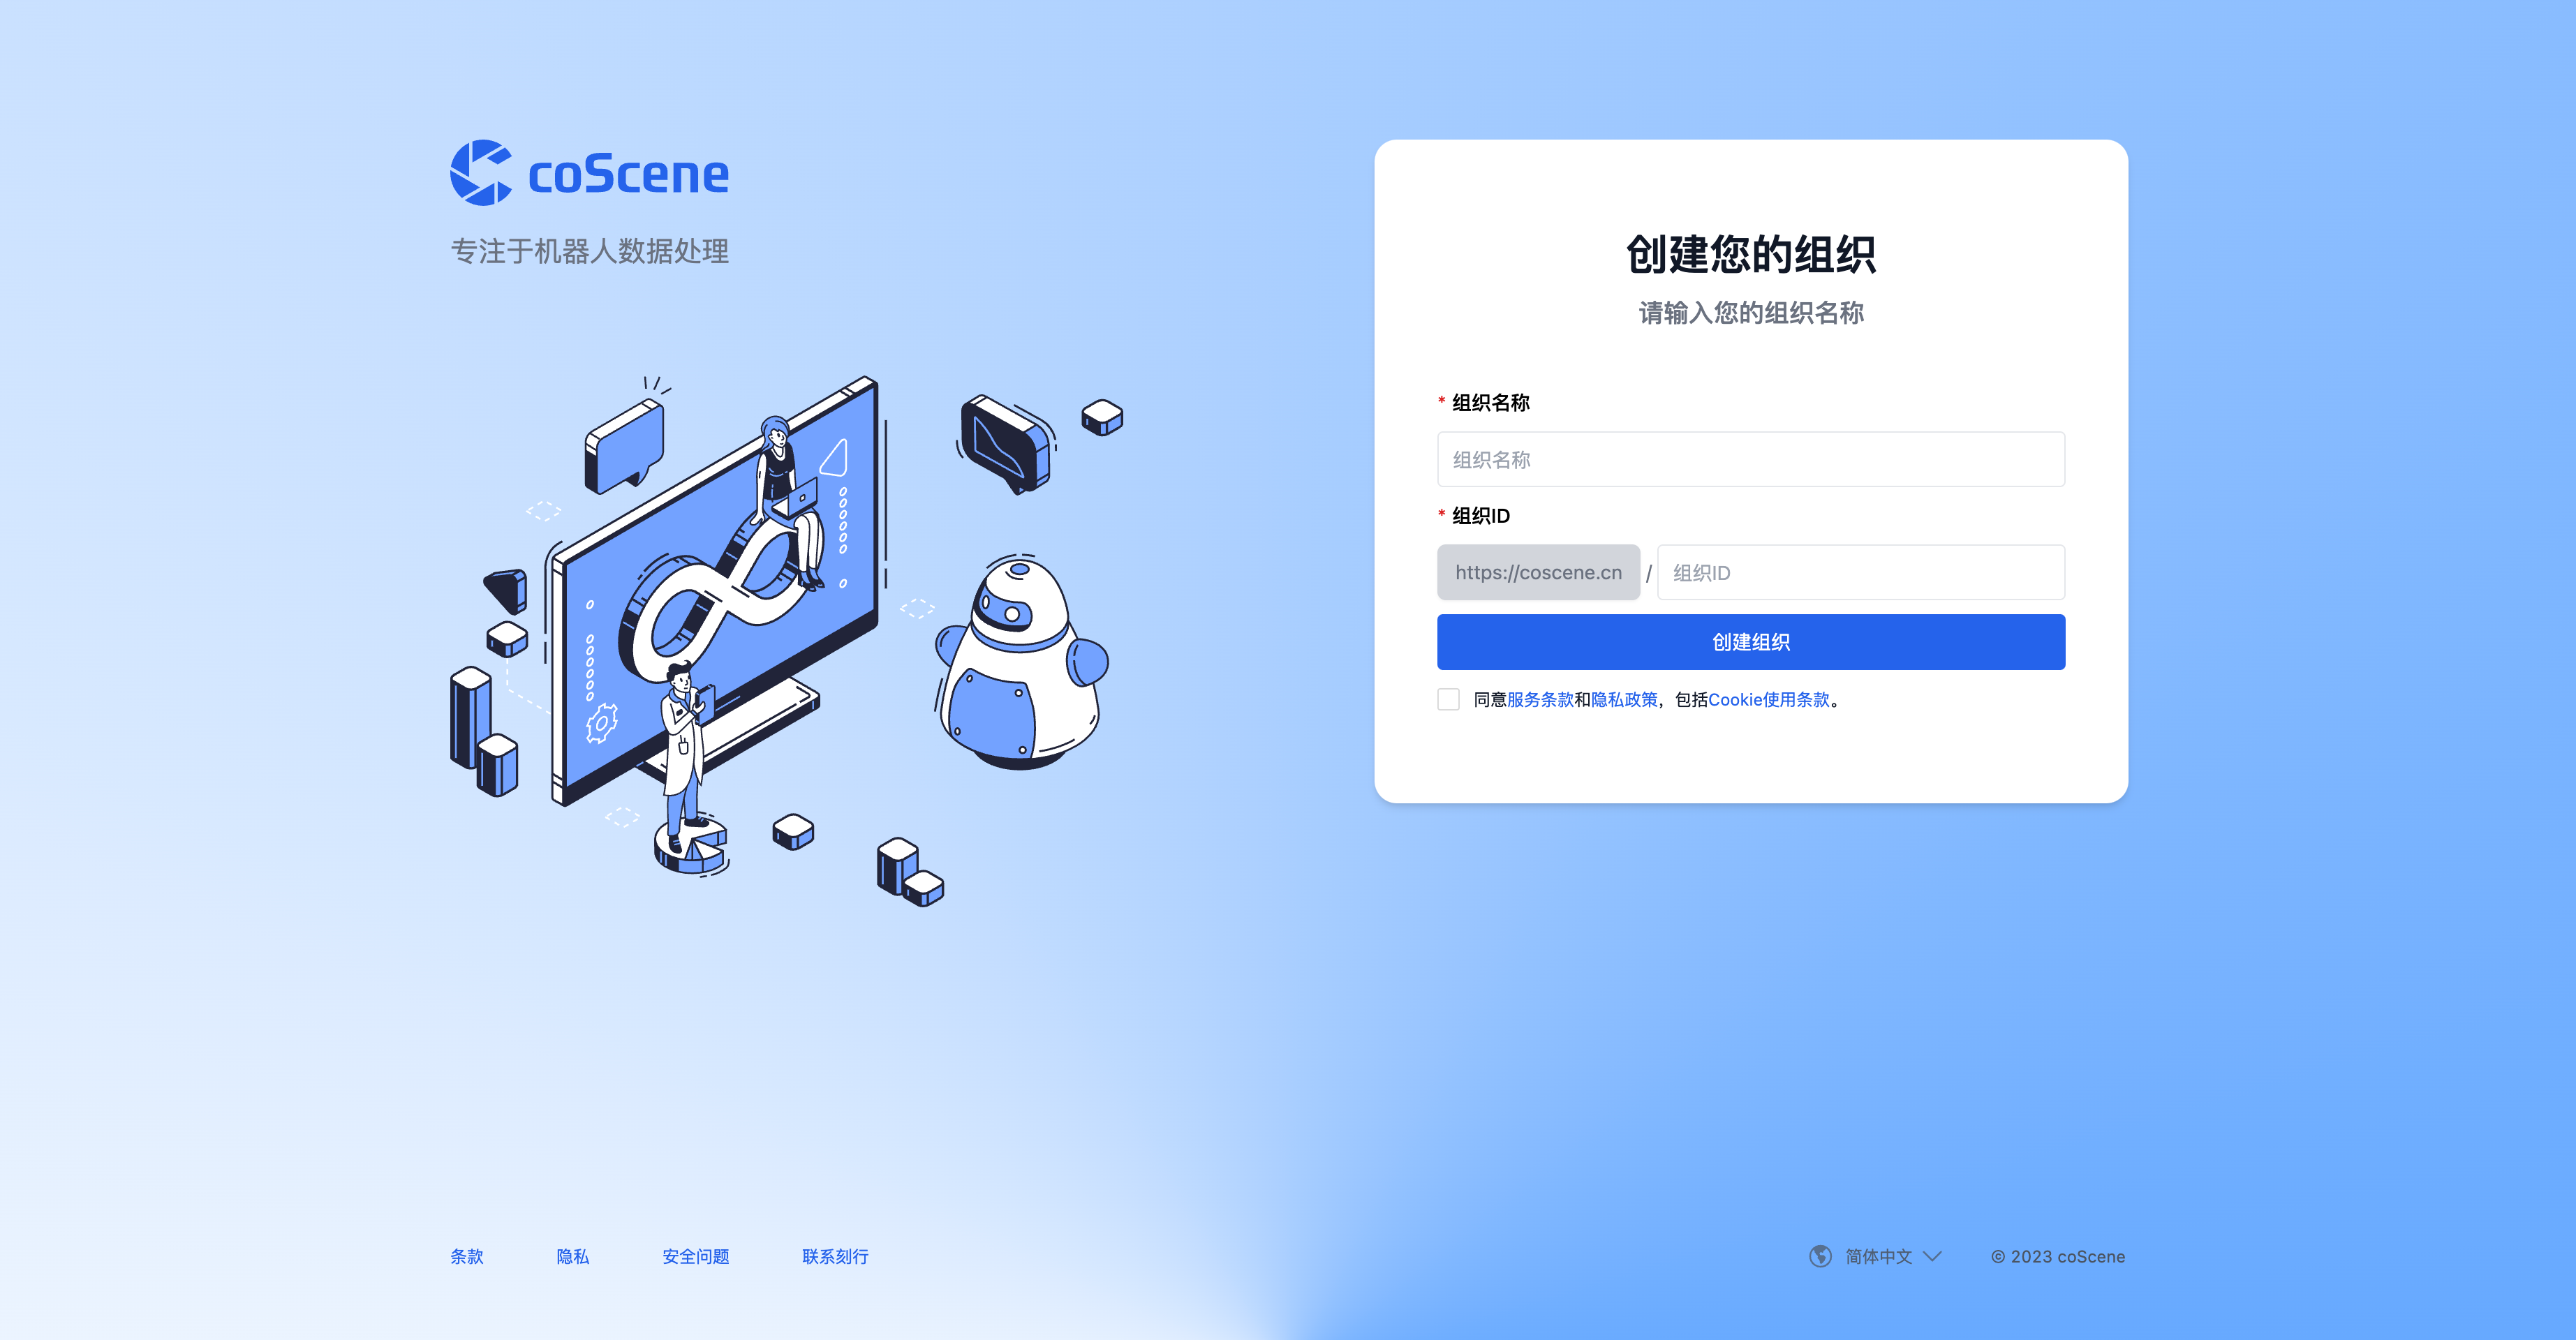 coScene
专注于机器人数据处理
创建您的组织
请输入您的组织名称
* 组织名称
组织名称
* 组织ID
https://coscene.cn / 组织ID
创建组织
同意服务条款和隐私政策，包括Cookie使用条款。
条款 隐私 安全问题 联系刻行
简体中文 © 2023 coScene